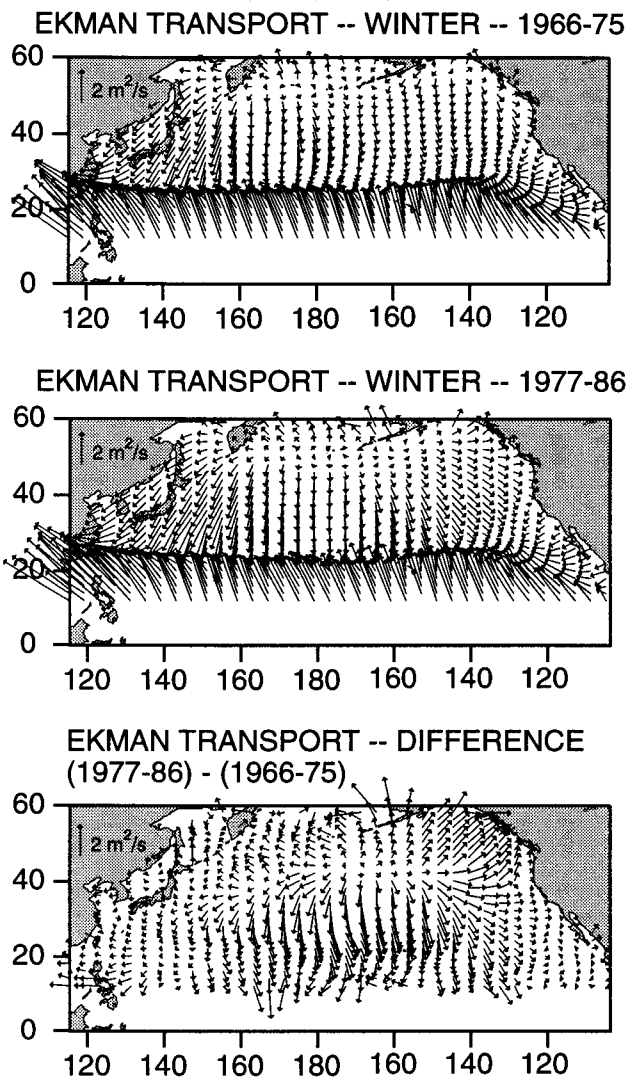 EKMAN TRANSPORT -- WINTER -- 1966-75
60
2 m²/s
40
20
0
120 140 160 180 160 140 120
EKMAN TRANSPORT -- WINTER -- 1977-86
60
2 m²/s
40
20
0
120 140 160 180 160 140 120
EKMAN TRANSPORT -- DIFFERENCE
(1977-86) - (1966-75)
60
2 m²/s
40
20
0
120 140 160 180 160 140 120